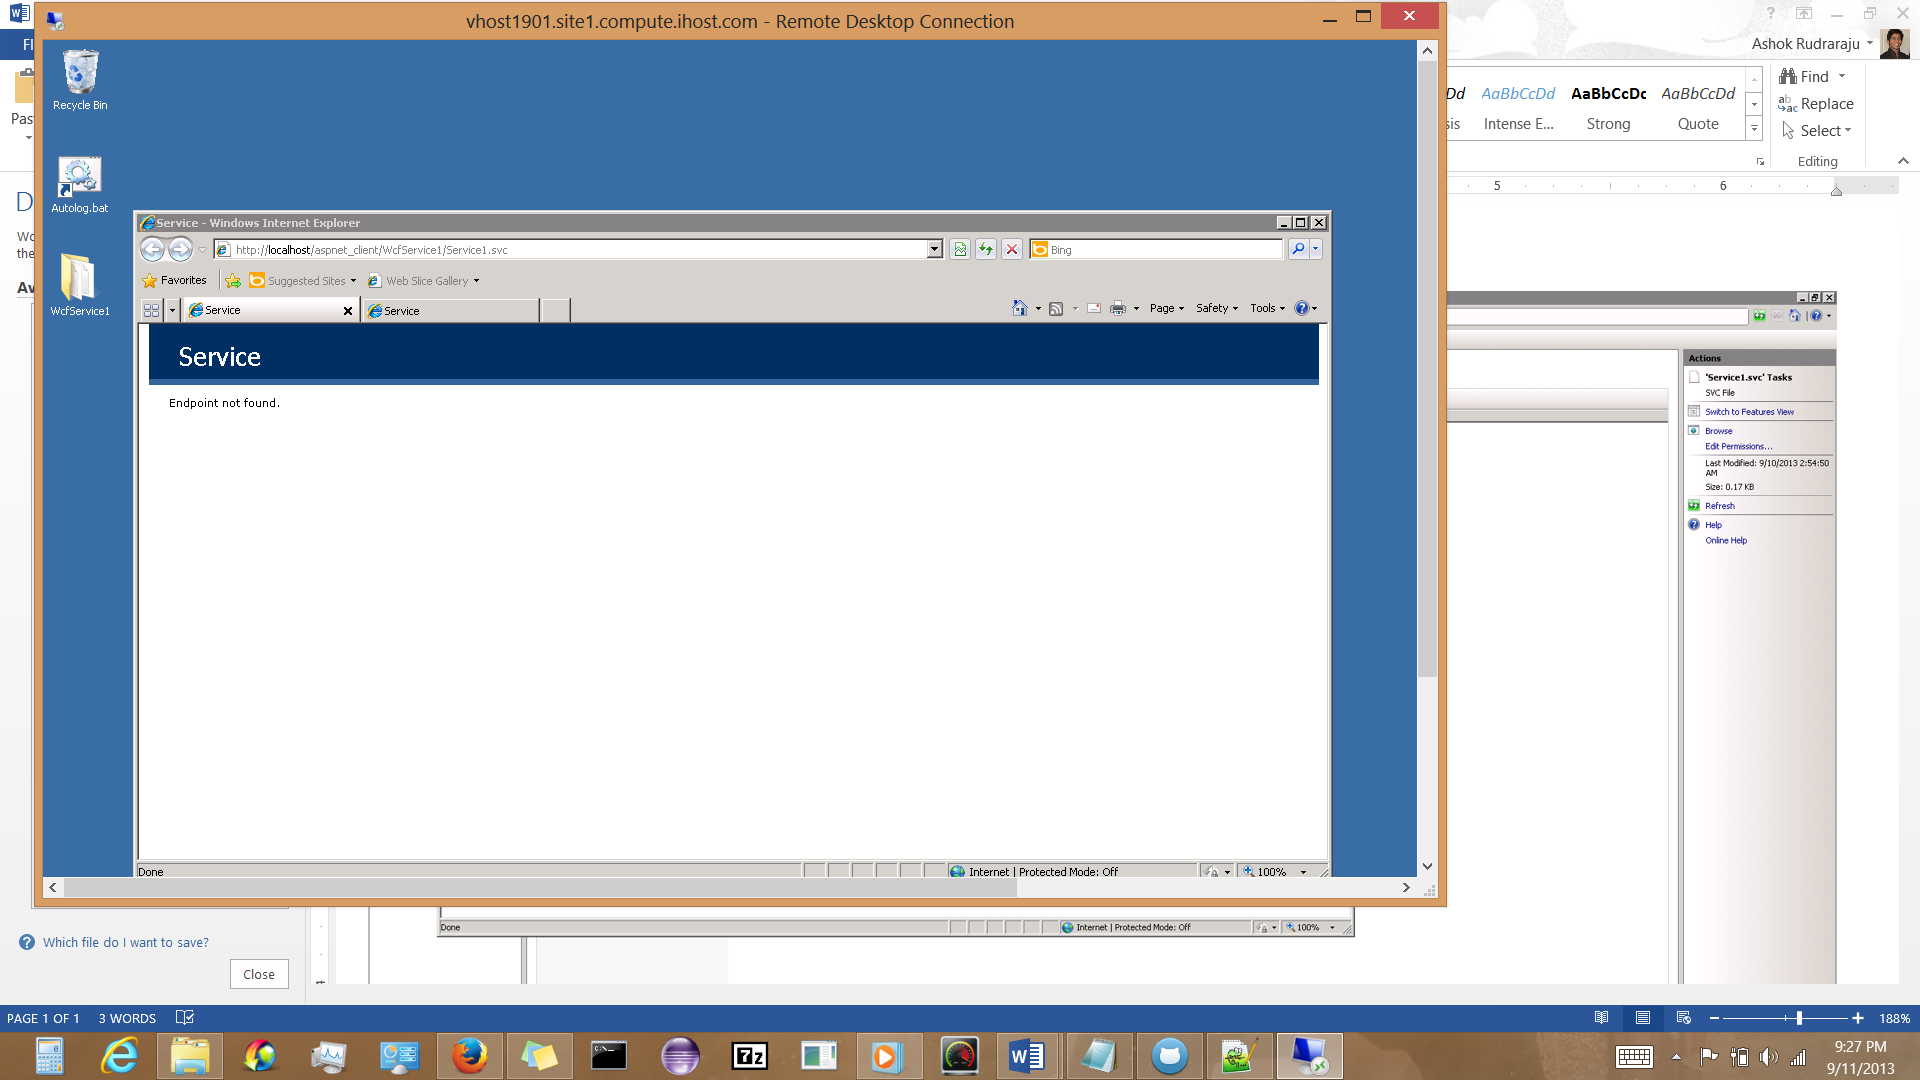 vhost1901.site1.compute.ihost.com - Remote Desktop Connection
Ashok Rudraraju
Recycle Bin
Autolog.bat
WcfService1
AaBbCcDd AaBbCcDc AaBbCcDd
Intense E... Strong Quote
Find
Replace
Select
Editing
5 6
Service - Windows Internet Explorer
http://localhost/aspnet_client/WcfService1/Service1.svc
Bing
Favorites Suggested Sites Web Slice Gallery
Service Service
Page Safety Tools
Service
Endpoint not found.
Done Internet | Protected Mode: Off 100%
Actions
'Service1.svc' Tasks
SVC File
Switch to Features View
Browse
Edit Permissions...
Last Modified: 9/10/2013 2:54:50
AM
Size: 0.17 KB
Refresh
Help
Online Help
Done Internet | Protected Mode: Off 100%
Which file do I want to save?
Close
PAGE 1 OF 1 3 WORDS 188%
7z
9:27 PM
9/11/2013